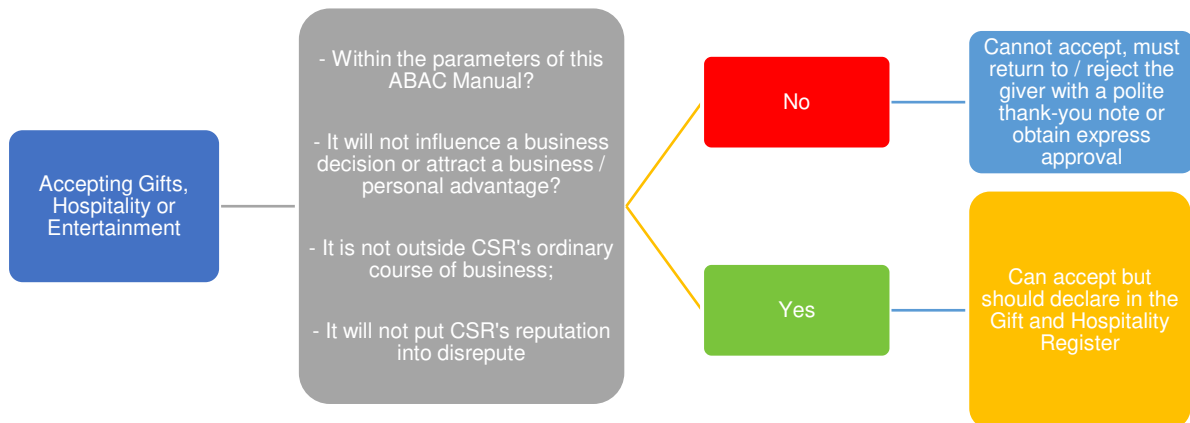 Accepting Gifts,
Hospitality or
Entertainment
- Within the parameters of this
ABAC Manual?
- It will not influence a business
decision or attract a business /
personal advantage?
- It is not outside CSR's ordinary
course of business;
- It will not put CSR's reputation
into disrepute
No
Cannot accept, must
return to / reject the
giver with a polite
thank-you note or
obtain express
approval
Yes
Can accept but
should declare in the
Gift and Hospitality
Register